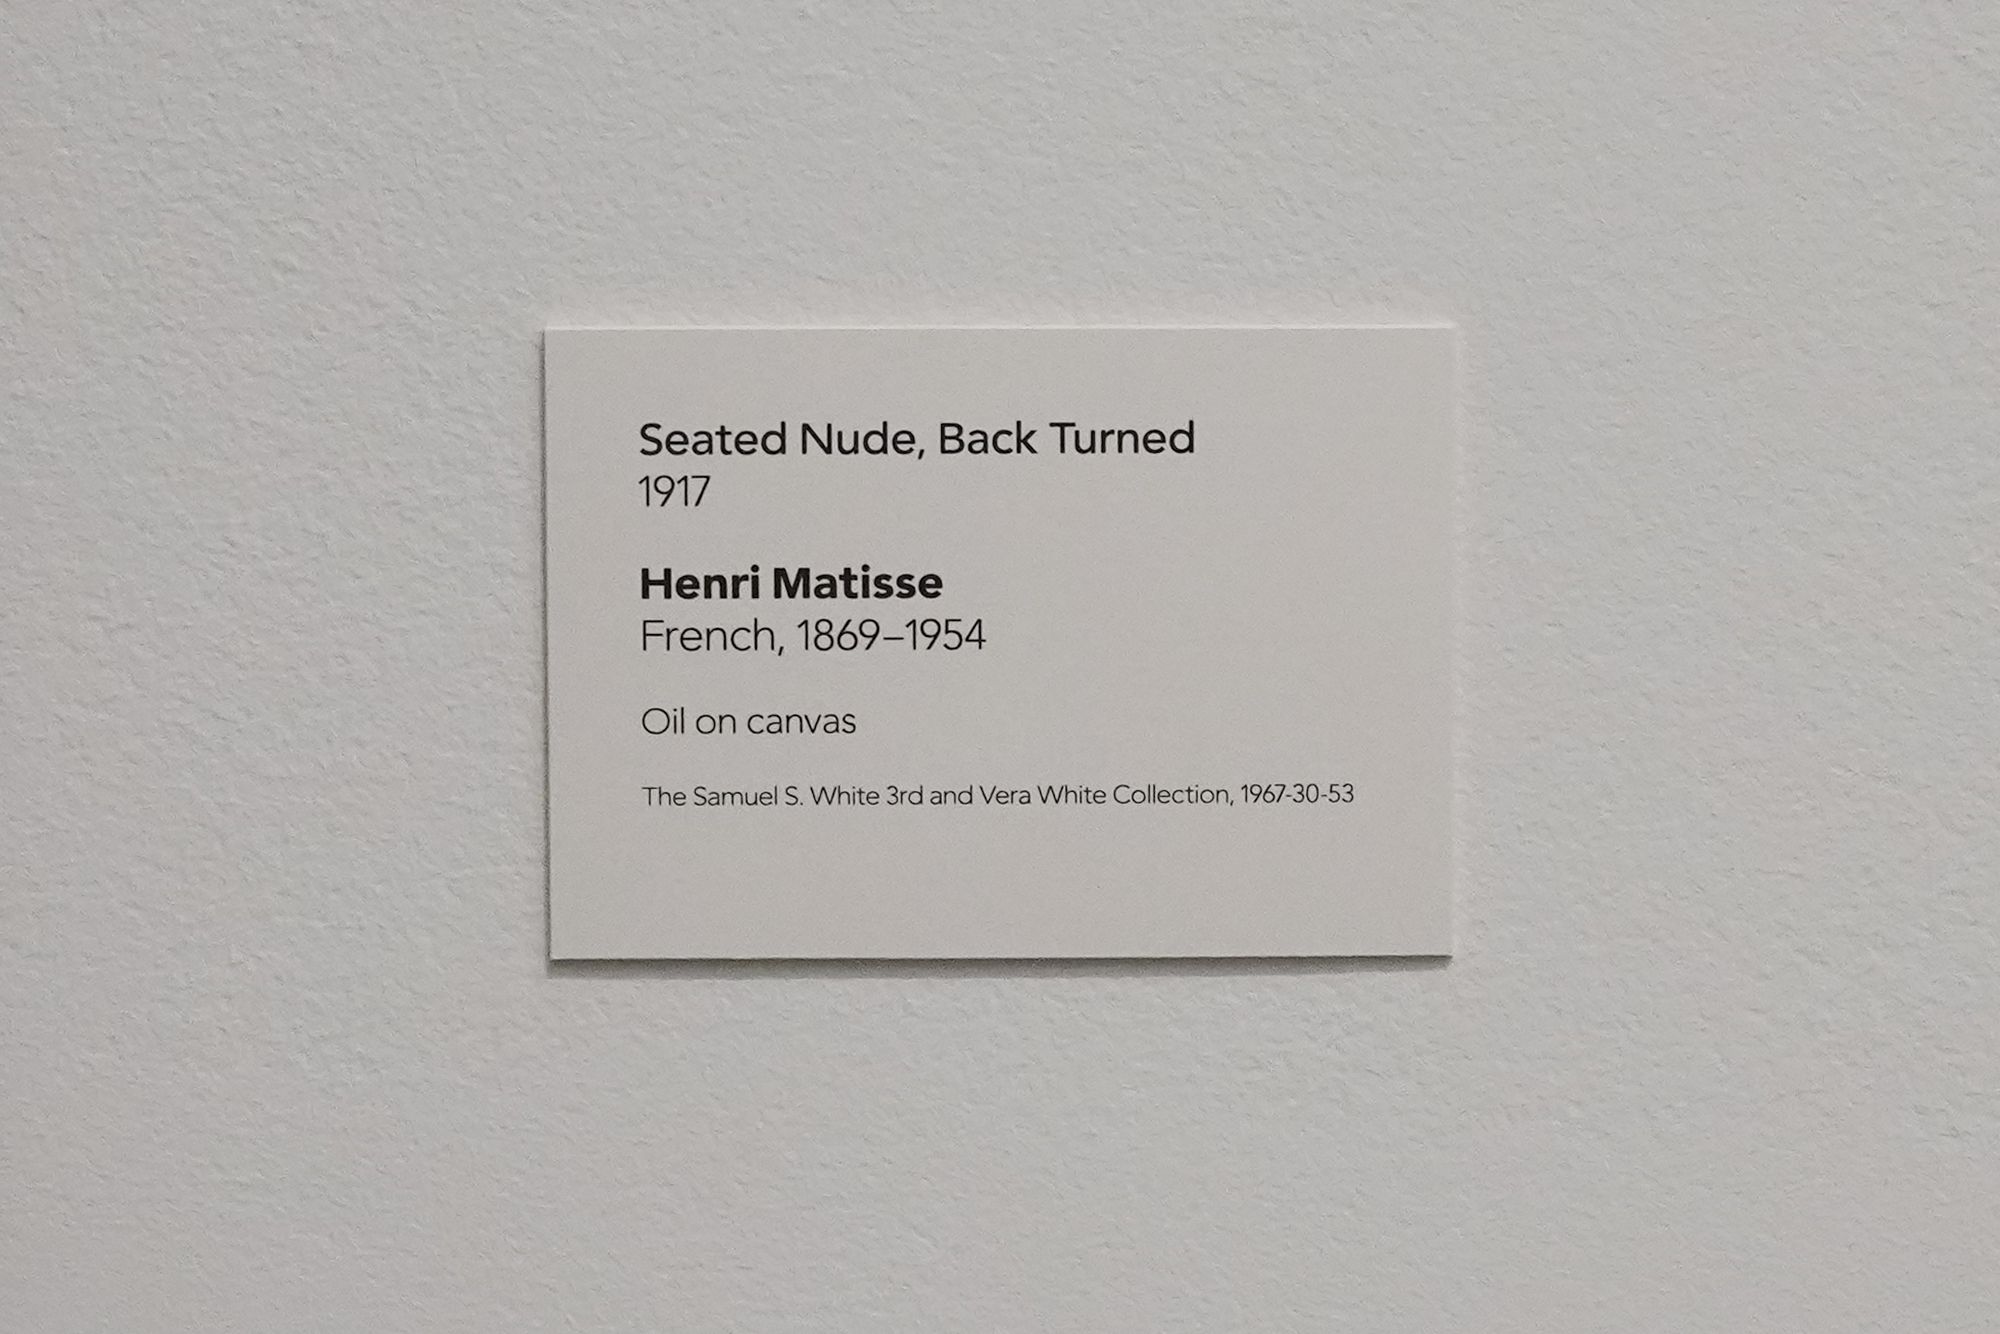 Seated Nude, Back Turned
1917
Henri Matisse
French, 1869–1954
Oil on canvas
The Samuel S. White 3rd and Vera White Collection, 1967-30-53